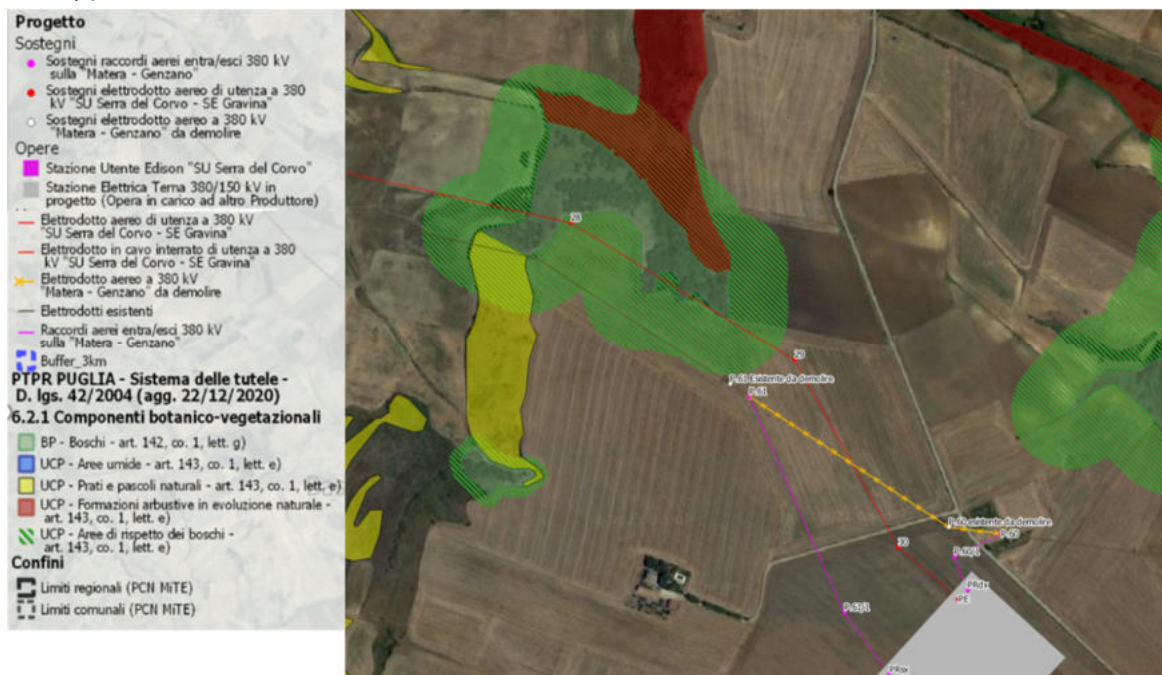 Progetto
Sostegni
Sostegni raccordi aerei entra/esci 380 kV
sulla "Matera - Genzano"
Sostegni elettrodotto aereo di utenza a 380
kV "SU Serra del Corvo - SE Gravina"
Sostegni elettrodotto aereo a 380 kV
"Matera - Genzano" da demolire
Opere
Stazione Utente Edison "SU Serra del Corvo"
Stazione Elettrica Terna 380/150 kV in
progetto (Opera in carico ad altro Produttore)
Elettrodotto aereo di utenza a 380 kV
"SU Serra del Corvo - SE Gravina"
Elettrodotto in cavo interrato di utenza a 380
kV "SU Serra del Corvo - SE Gravina"
Elettrodotto aereo a 380 kV
"Matera - Genzano" da demolire
Elettrodotti esistenti
Raccordi aerei entra/esci 380 kV
sulla "Matera - Genzano"
Buffer_3km
PTPR PUGLIA - Sistema delle tutele -
D. lgs. 42/2004 (agg. 22/12/2020)
6.2.1 Componenti botanico-vegetazionali
BP - Boschi - art. 142, co. 1, lett. g)
UCP - Aree umide - art. 143, co. 1, lett. e)
UCP - Prati e pascoli naturali - art. 143, co. 1, lett. e)
UCP - Formazioni arbustive in evoluzione naturale -
art. 143, co. 1, lett. e)
UCP - Aree di rispetto dei boschi -
art. 143, co. 1, lett. e)
Confini
Limiti regionali (PCN MiTE)
Limiti comunali (PCN MiTE)
28
29
P.61 Esistente da demolire
P.61
P.60 esistente da demolire
P.60
30
P.60/1
PRdx
PE
P.61/1
PRsx